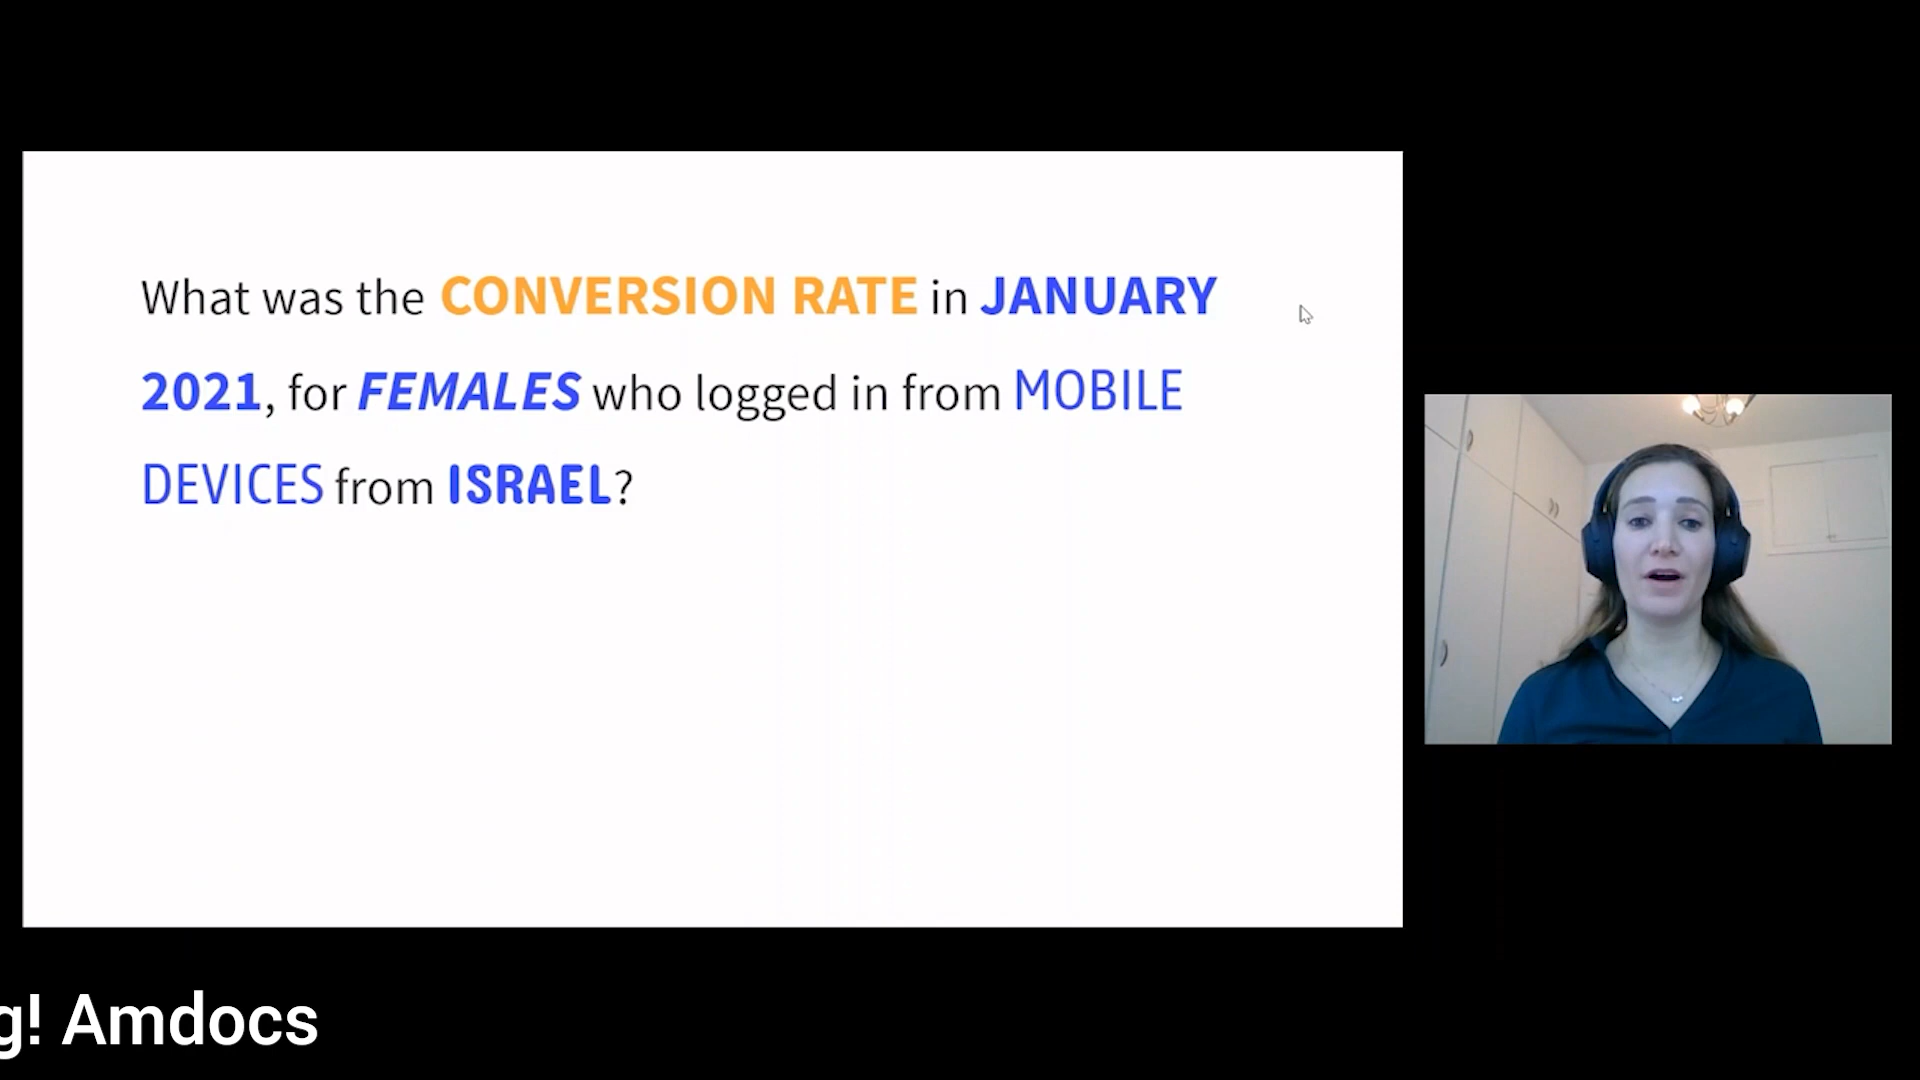 What was the CONVERSION RATE in JANUARY
2021, for FEMALES who logged in from MOBILE
DEVICES from ISRAEL?
g! Amdocs